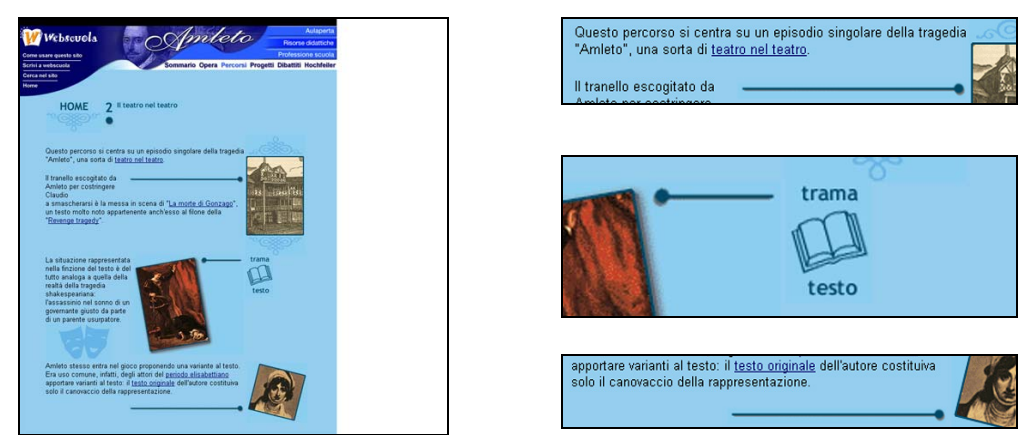 Webscuola
Amleto
Aulaperta
Risorse didattiche
Professione scuola
Come usare questo sito
Scrivi a webscuola
Cerca nel sito
Home
Sommario Opera Percorsi Progetti Dibattiti Hochfeiler
HOME 2 Il teatro nel teatro
Questo percorso si centra su un episodio singolare della tragedia
"Amleto", una sorta di teatro nel teatro.
Il tranello escogitato da
Amleto per costringere
Claudio
a smascherarsi è la messa in scena di "La morte di Gonzago",
un testo molto noto appartenente anch'esso al filone della
"Revenge tragedy".
La situazione rappresentata
nella finzione del testo è del
tutto analoga a quella della
realtà della tragedia
shakespeariana:
l'assassinio nel sonno di un
governante giusto da parte
di un parente usurpatore.
trama
testo
Amleto stesso entra nel gioco proponendo una variante al testo.
Era uso comune, infatti, degli attori del periodo elisabettiano
apportare varianti al testo: il testo originale dell'autore costituiva
solo il canovaccio della rappresentazione.
Questo percorso si centra su un episodio singolare della tragedia
"Amleto", una sorta di teatro nel teatro.
Il tranello escogitato da
Amleto per costringere
trama
testo
apportare varianti al testo: il testo originale dell'autore costituiva
solo il canovaccio della rappresentazione.